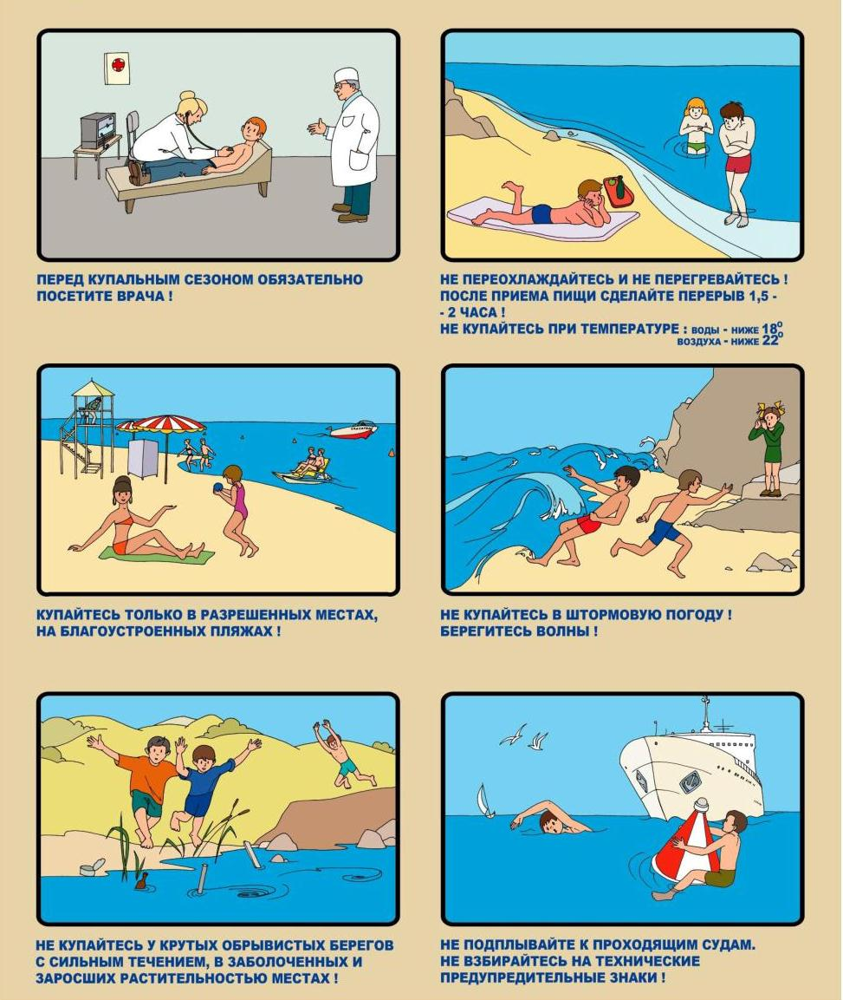 ПЕРЕД КУПАЛЬНЫМ СЕЗОНОМ ОБЯЗАТЕЛЬНО
ПОСЕТИТЕ ВРАЧА !
НЕ ПЕРЕОХЛАЖДАЙТЕСЬ И НЕ ПЕРЕГРЕВАЙТЕСЬ !
ПОСЛЕ ПРИЕМА ПИЩИ СДЕЛАЙТЕ ПЕРЕРЫВ 1,5 -
- 2 ЧАСА !
НЕ КУПАЙТЕСЬ ПРИ ТЕМПЕРАТУРЕ : ВОДЫ - НИЖЕ 18°
ВОЗДУХА - НИЖЕ 22°
КУПАЙТЕСЬ ТОЛЬКО В РАЗРЕШЕННЫХ МЕСТАХ,
НА БЛАГОУСТРОЕННЫХ ПЛЯЖАХ !
НЕ КУПАЙТЕСЬ В ШТОРМОВУЮ ПОГОДУ !
БЕРЕГИТЕСЬ ВОЛНЫ !
НЕ КУПАЙТЕСЬ У КРУТЫХ ОБРЫВИСТЫХ БЕРЕГОВ
С СИЛЬНЫМ ТЕЧЕНИЕМ, В ЗАБОЛОЧЕННЫХ И
ЗАРОСШИХ РАСТИТЕЛЬНОСТЬЮ МЕСТАХ !
НЕ ПОДПЛЫВАЙТЕ К ПРОХОДЯЩИМ СУДАМ.
НЕ ВЗБИРАЙТЕСЬ НА ТЕХНИЧЕСКИЕ
ПРЕДУПРЕДИТЕЛЬНЫЕ ЗНАКИ !